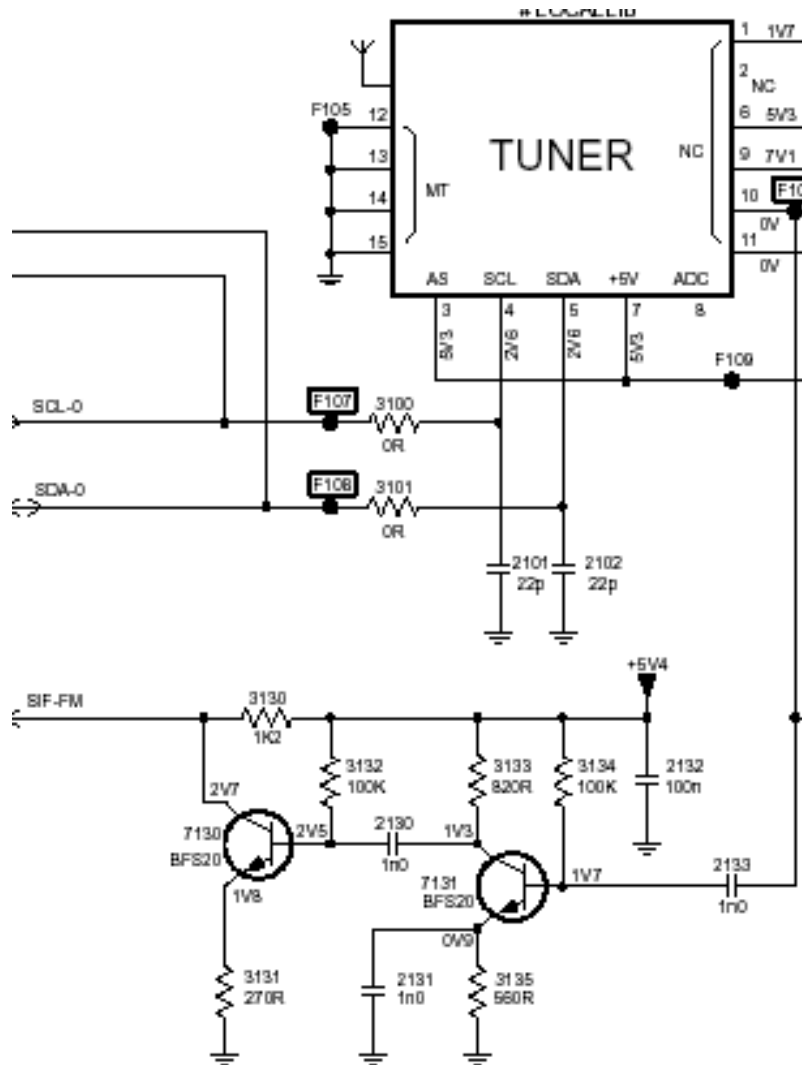 1 1V7
2 NC
F105
12
6 5V3
13
TUNER
NC
9 7V1
MT
14
10
0V
15
11
0V
AS SCL SDA +5V ADC
3 4 5 7 8
5V3 2V6 2V6 5V3
F109
SCL-0
F107
3100
0R
SDA-0
F108
3101
0R
2101
22p
2102
22p
+5V4
SIF-FM
3130
1K2
3132
100K
3133
820R
3134
100K
2132
100n
2V7
7130
BFS20
2V5
2130
1n0
1V3
7131
BFS20
1V7
2133
1n0
1V8
0V9
3131
270R
2131
1n0
3135
560R